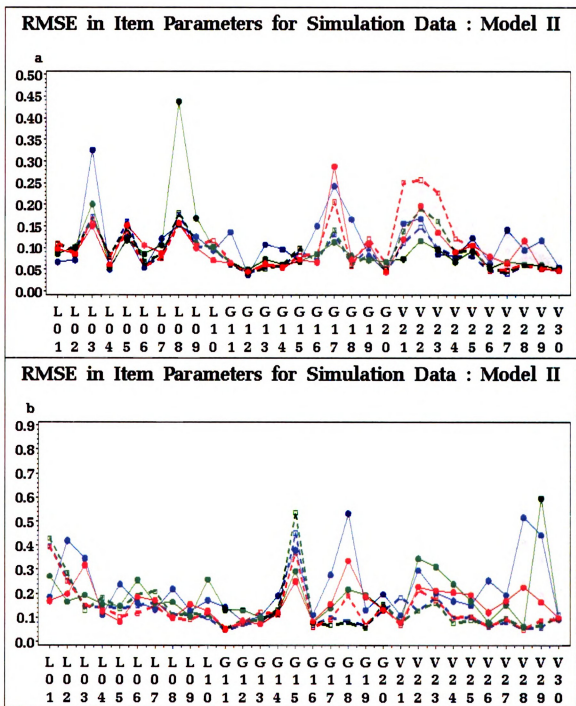 RMSE in Item Parameters for Simulation Data : Model II
a
0.50
0.45
0.40
0.35
0.30
0.25
0.20
0.15
0.10
0.05
0.00
L L L L L L L L L L G G G G G G G G G G V V V V V V V V V V
0 0 0 0 0 0 0 0 0 1 1 1 1 1 1 1 1 1 1 2 2 2 2 2 2 2 2 2 2 3
1 2 3 4 5 6 7 8 9 0 1 2 3 4 5 6 7 8 9 0 1 2 3 4 5 6 7 8 9 0
RMSE in Item Parameters for Simulation Data : Model II
b
0.9
0.8
0.7
0.6
0.5
0.4
0.3
0.2
0.1
0.0
L L L L L L L L L L G G G G G G G G G G V V V V V V V V V V
0 0 0 0 0 0 0 0 0 1 1 1 1 1 1 1 1 1 1 2 2 2 2 2 2 2 2 2 2 3
1 2 3 4 5 6 7 8 9 0 1 2 3 4 5 6 7 8 9 0 1 2 3 4 5 6 7 8 9 0